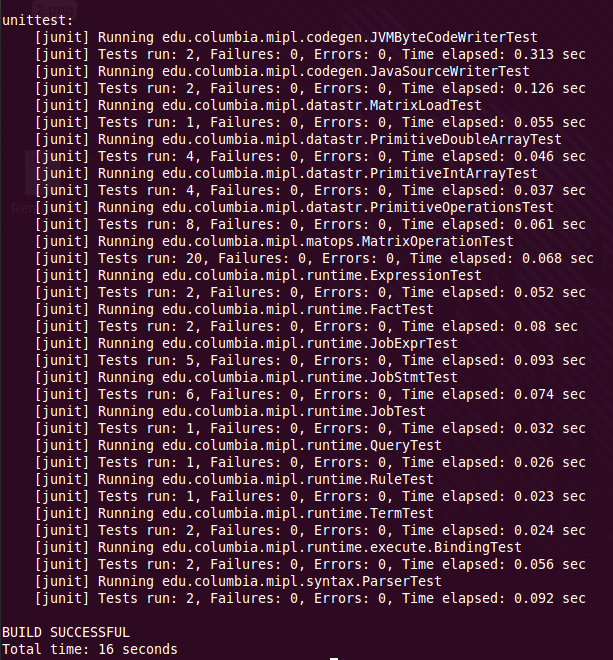 unittest:
[junit] Running edu.columbia.mipl.codegen.JVMByteCodeWriterTest
[junit] Tests run: 2, Failures: 0, Errors: 0, Time elapsed: 0.313 sec
[junit] Running edu.columbia.mipl.codegen.JavaSourceWriterTest
[junit] Tests run: 2, Failures: 0, Errors: 0, Time elapsed: 0.126 sec
[junit] Running edu.columbia.mipl.datastr.MatrixLoadTest
[junit] Tests run: 1, Failures: 0, Errors: 0, Time elapsed: 0.055 sec
[junit] Running edu.columbia.mipl.datastr.PrimitiveDoubleArrayTest
[junit] Tests run: 4, Failures: 0, Errors: 0, Time elapsed: 0.046 sec
[junit] Running edu.columbia.mipl.datastr.PrimitiveIntArrayTest
[junit] Tests run: 4, Failures: 0, Errors: 0, Time elapsed: 0.037 sec
[junit] Running edu.columbia.mipl.datastr.PrimitiveOperationsTest
[junit] Tests run: 8, Failures: 0, Errors: 0, Time elapsed: 0.061 sec
[junit] Running edu.columbia.mipl.matops.MatrixOperationTest
[junit] Tests run: 20, Failures: 0, Errors: 0, Time elapsed: 0.068 sec
[junit] Running edu.columbia.mipl.runtime.ExpressionTest
[junit] Tests run: 2, Failures: 0, Errors: 0, Time elapsed: 0.052 sec
[junit] Running edu.columbia.mipl.runtime.FactTest
[junit] Tests run: 2, Failures: 0, Errors: 0, Time elapsed: 0.08 sec
[junit] Running edu.columbia.mipl.runtime.JobExprTest
[junit] Tests run: 5, Failures: 0, Errors: 0, Time elapsed: 0.093 sec
[junit] Running edu.columbia.mipl.runtime.JobStmtTest
[junit] Tests run: 6, Failures: 0, Errors: 0, Time elapsed: 0.074 sec
[junit] Running edu.columbia.mipl.runtime.JobTest
[junit] Tests run: 1, Failures: 0, Errors: 0, Time elapsed: 0.032 sec
[junit] Running edu.columbia.mipl.runtime.QueryTest
[junit] Tests run: 1, Failures: 0, Errors: 0, Time elapsed: 0.026 sec
[junit] Running edu.columbia.mipl.runtime.RuleTest
[junit] Tests run: 1, Failures: 0, Errors: 0, Time elapsed: 0.023 sec
[junit] Running edu.columbia.mipl.runtime.TermTest
[junit] Tests run: 2, Failures: 0, Errors: 0, Time elapsed: 0.024 sec
[junit] Running edu.columbia.mipl.runtime.execute.BindingTest
[junit] Tests run: 2, Failures: 0, Errors: 0, Time elapsed: 0.056 sec
[junit] Running edu.columbia.mipl.syntax.ParserTest
[junit] Tests run: 2, Failures: 0, Errors: 0, Time elapsed: 0.092 sec
BUILD SUCCESSFUL
Total time: 16 seconds